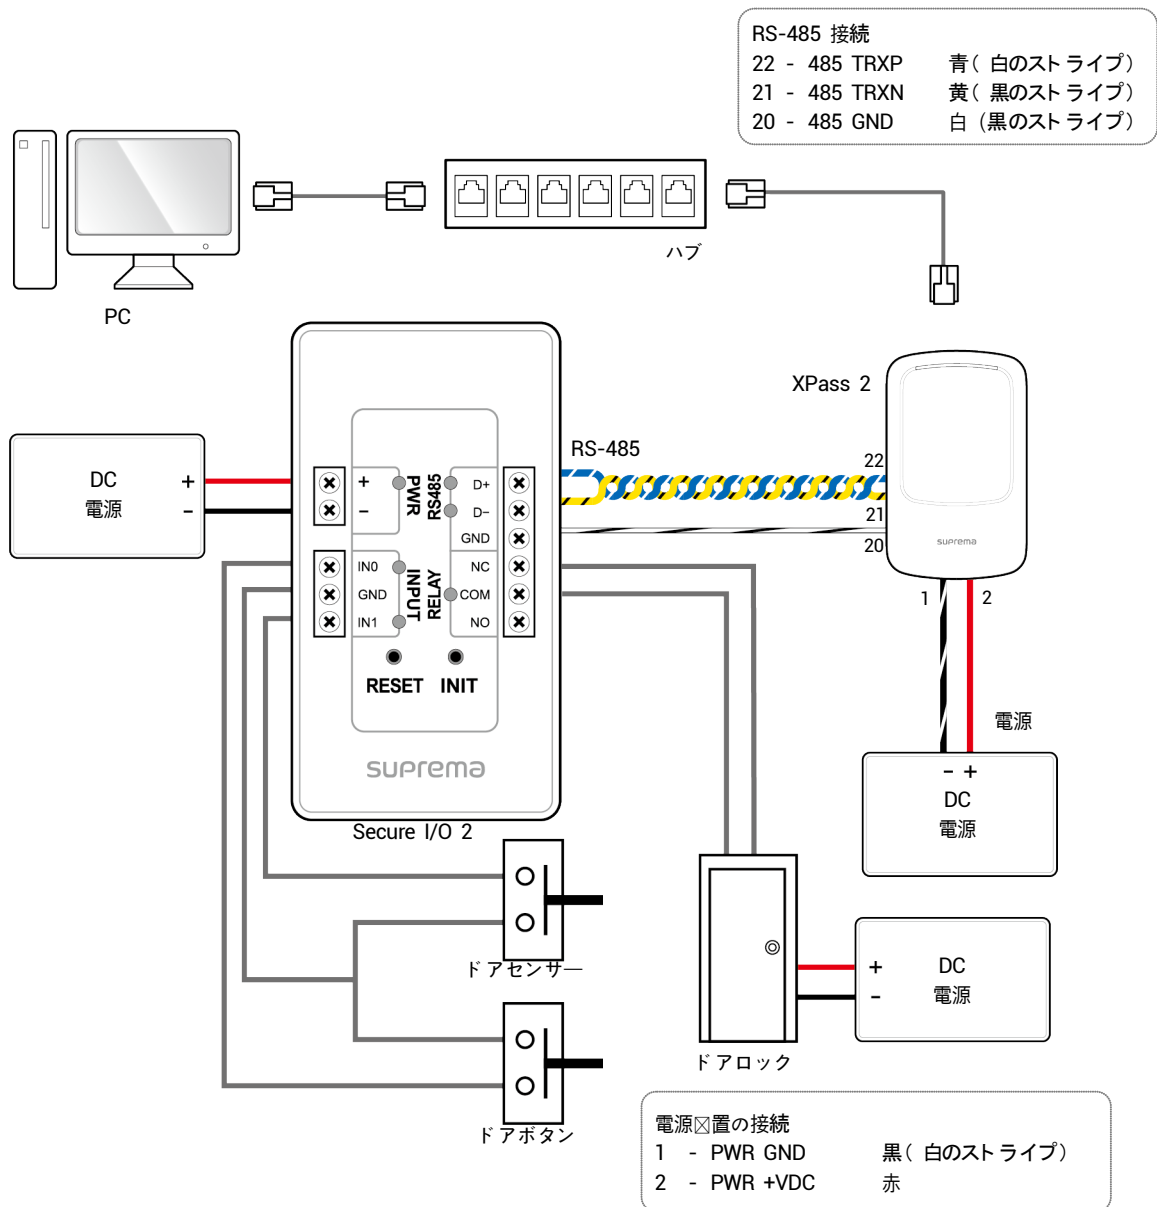 RS-485 接続
22 - 485 TRXP 青( 白のストライプ)
21 - 485 TRXN 黄( 黒のストライプ)
20 - 485 GND 白 (黒のストライプ)
ハブ
PC
XPass 2
RS-485
22
21
20
suprema
1
2
DC
電源
+
-
+
-
PWR
RS485
D+
D-
GND
IN0
GND
IN1
INPUT
RELAY
NC
COM
NO
RESET INIT
suprema
Secure I/O 2
電源
- +
DC
電源
ドアセンサー
ドアボタン
ドアロック
+
-
DC
電源
電源☒置の接続
1 - PWR GND 黒( 白のストライプ)
2 - PWR +VDC 赤